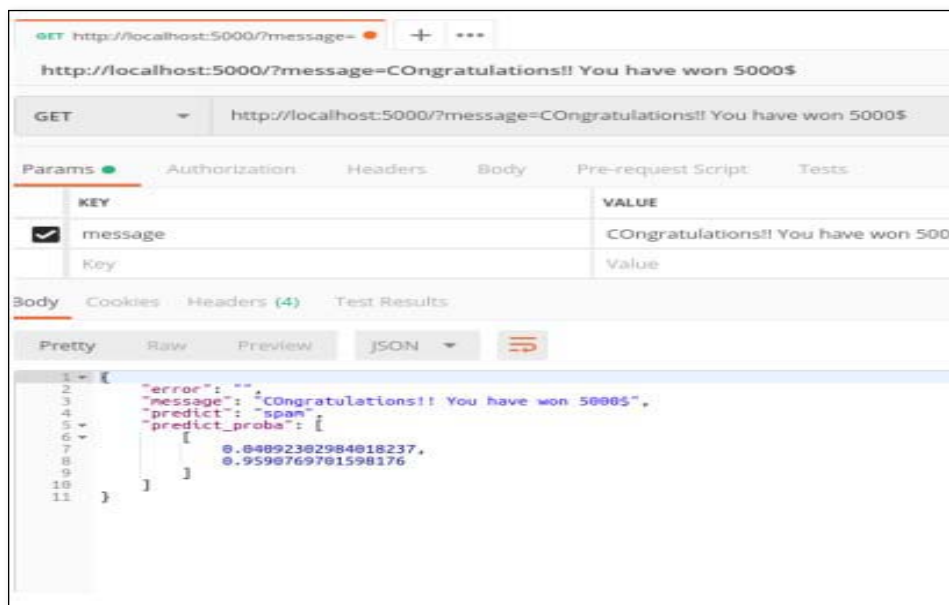 GET http://localhost:5000/?message= + •••
http://localhost:5000/?message=COngratulations!! You have won 5000$
GET http://localhost:5000/?message=COngratulations!! You have won 5000$
Params Authorization Headers Body Pre-request Script Tests
KEY VALUE
message COngratulations!! You have won 500
Key Value
Body Cookies Headers (4) Test Results
Pretty Raw Preview JSON
1 {
2 "error": "",
3 "message": "COngratulations!! You have won 5000$",
4 "predict": "spam",
5 "predict_proba": [
6 [
7 0.04092302984018237,
8 0.9590769701598176
9 ]
10 ]
11 }